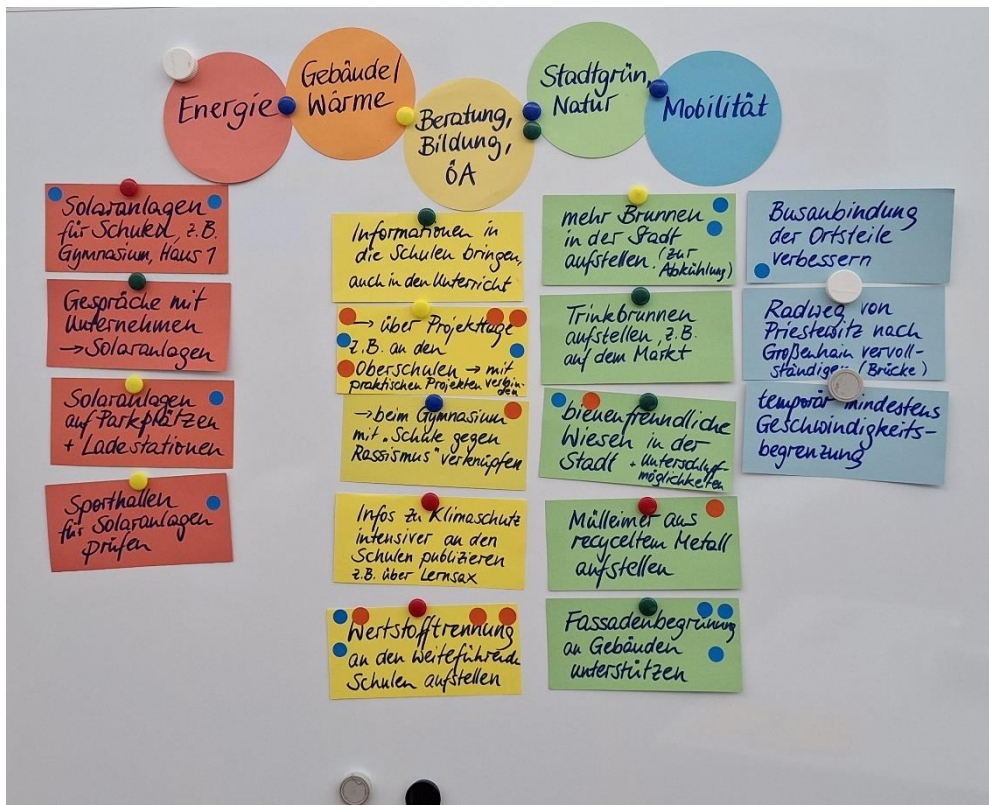 Energie
Gebäude/
Wärme
Beratung,
Bildung,
ÖA
Stadtgrün,
Natur
Mobilität
Solaranlagen
für Schulen, z.B.
Gymnasium, Haus 1
Gespräche mit
Unternehmen
→ Solaranlagen
Solaranlagen
auf Parkplätzen
+ Ladestationen
Sporthallen
für Solaranlagen
prüfen
Informationen in
die Schulen bringen,
auch in den Unterricht
→ über Projekttage
z.B. an den
Oberschulen → mit
praktischen Projekten verbin-
den
→ beim Gymnasium
mit „Schule gegen
Rassismus" verknüpfen
Infos zu Klimaschutz
intensiver an den
Schulen publizieren
z.B. über Lernsax
Wertstofftrennung
an den weiteführende
Schulen aufstellen
mehr Brunnen
in der Stadt
aufstellen. (zur
Abkühlung)
Trinkbrunnen
aufstellen, z.B.
auf dem Markt
bienenfreundliche
Wiesen in der
Stadt + Unterschlupf-
möglichkeiten
Mülleimer aus
recyceltem Metall
aufstellen
Fassadenbegrünung
an Gebäuden
unterstützen
Busanbindung
der Ortsteile
verbessern
Radweg von
Priestewitz nach
Großenhain vervoll-
ständigen (Brücke)
temporär mindestens
Geschwindigkeits-
begrenzung